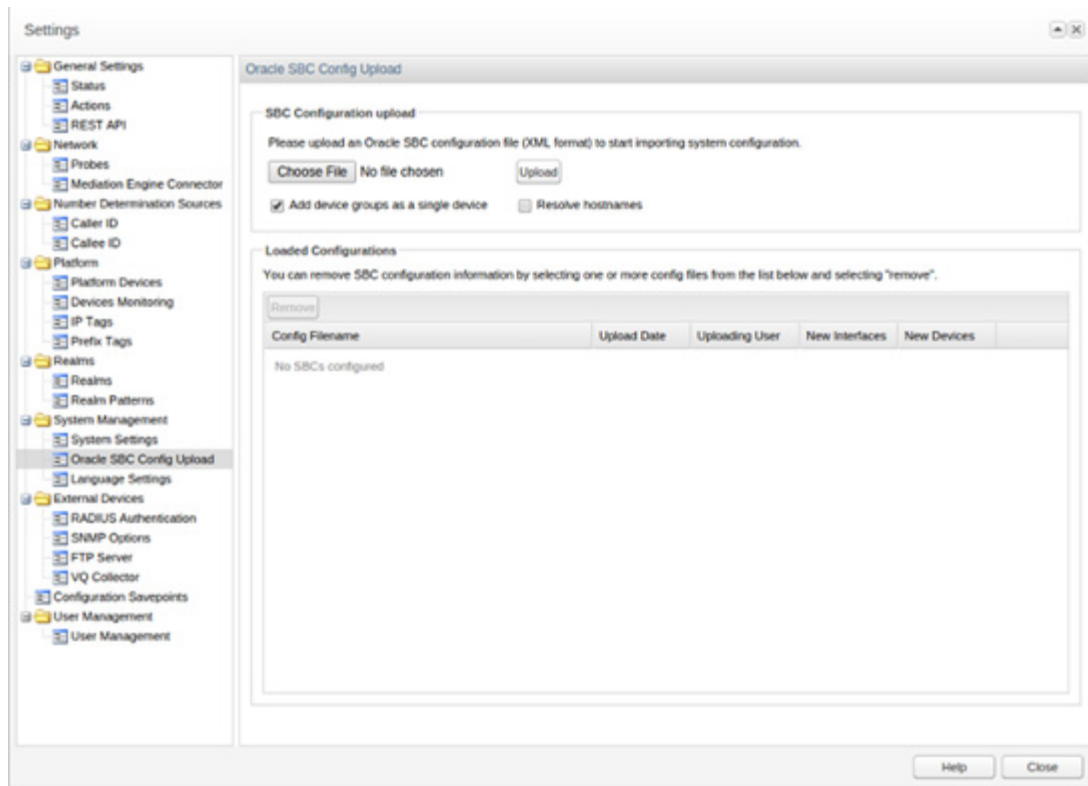 Settings
General Settings
Status
Actions
REST API
Network
Probes
Mediation Engine Connector
Number Determination Sources
Caller ID
Callee ID
Platform
Platform Devices
Devices Monitoring
IP Tags
Prefix Tags
Realms
Realms
Realm Patterns
System Management
System Settings
Oracle SBC Config Upload
Language Settings
External Devices
RADIUS Authentication
SNMP Options
FTP Server
VQ Collector
Configuration Savepoints
User Management
User Management
Oracle SBC Config Upload
SBC Configuration upload
Please upload an Oracle SBC configuration file (XML format) to start importing system configuration.
Choose File No file chosen Upload
Add device groups as a single device Resolve hostnames
Loaded Configurations
You can remove SBC configuration information by selecting one or more config files from the list below and selecting "remove".
Remove
Config Filename Upload Date Uploading User New Interfaces New Devices
No SBCs configured
Help Close